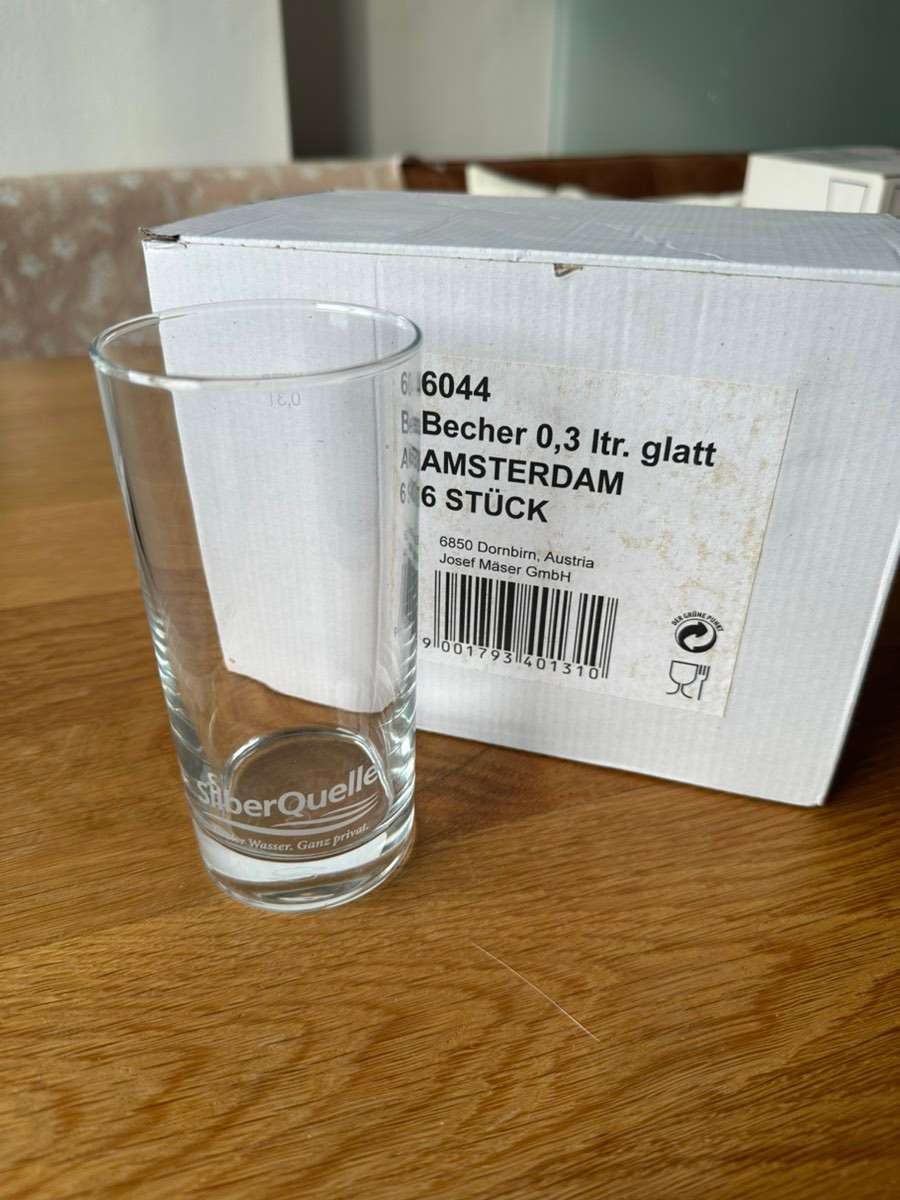 0,3 l
SilberQuelle
Wasser. Ganz privat.
6044
Becher 0,3 ltr. glatt
AMSTERDAM
6 STÜCK
6850 Dornbirn, Austria
Josef Mäser GmbH
9 001793 401310
DER GRÜNE PUNKT